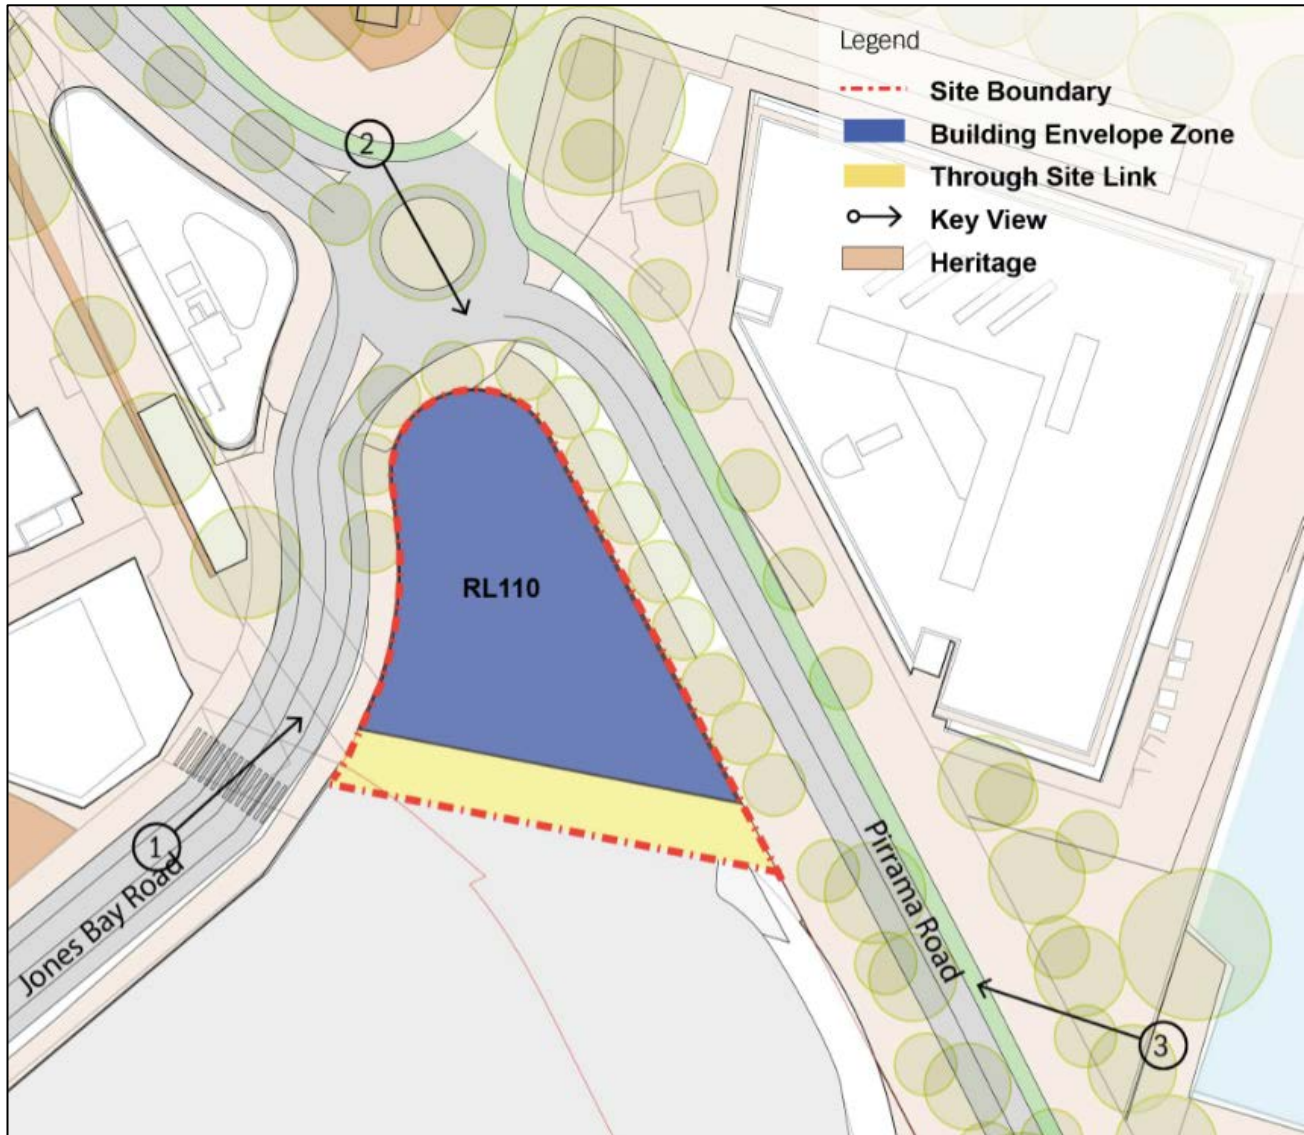 Legend
Site Boundary
Building Envelope Zone
Through Site Link
Key View
Heritage
2
RL110
1
Jones Bay Road
Pirrama Road
3